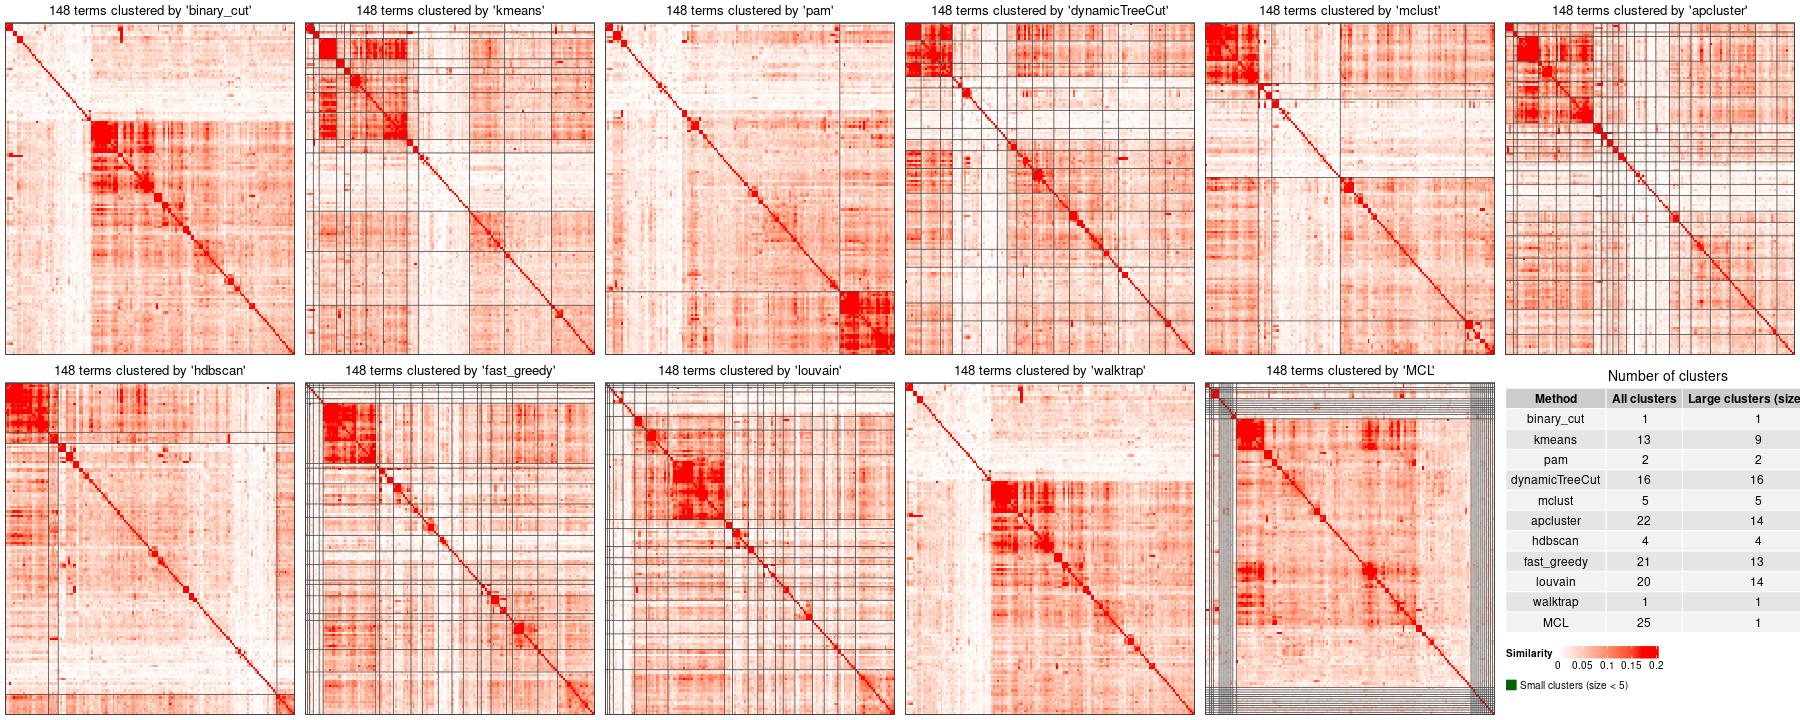 148 terms clustered by 'binary_cut'
148 terms clustered by 'kmeans'
148 terms clustered by 'pam'
148 terms clustered by 'dynamicTreeCut'
148 terms clustered by 'mclust'
148 terms clustered by 'apcluster'
148 terms clustered by 'hdbscan'
148 terms clustered by 'fast_greedy'
148 terms clustered by 'louvain'
148 terms clustered by 'walktrap'
148 terms clustered by 'MCL'
Number of clusters
Method All clusters Large clusters (size
binary_cut 1 1
kmeans 13 9
pam 2 2
dynamicTreeCut 16 16
mclust 5 5
apcluster 22 14
hdbscan 4 4
fast_greedy 21 13
louvain 20 14
walktrap 1 1
MCL 25 1
Similarity
0 0.05 0.1 0.15 0.2
Small clusters (size < 5)